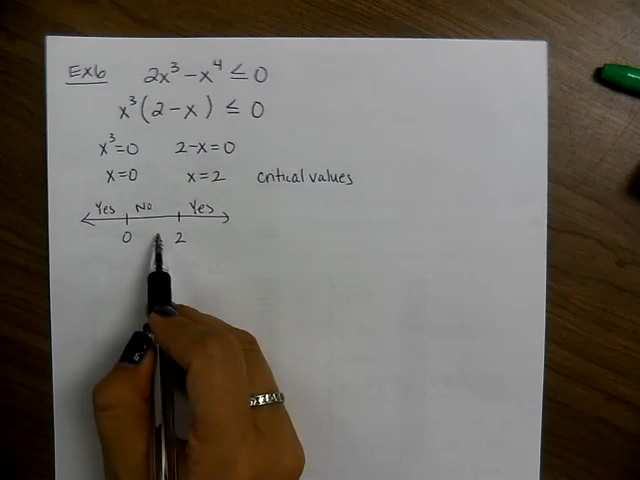 Ex6 2x³ - x⁴ ≤ 0
x³(2 - x) ≤ 0
x³=0 2-x=0
x=0 x=2 critical values
Yes No Yes
0 2